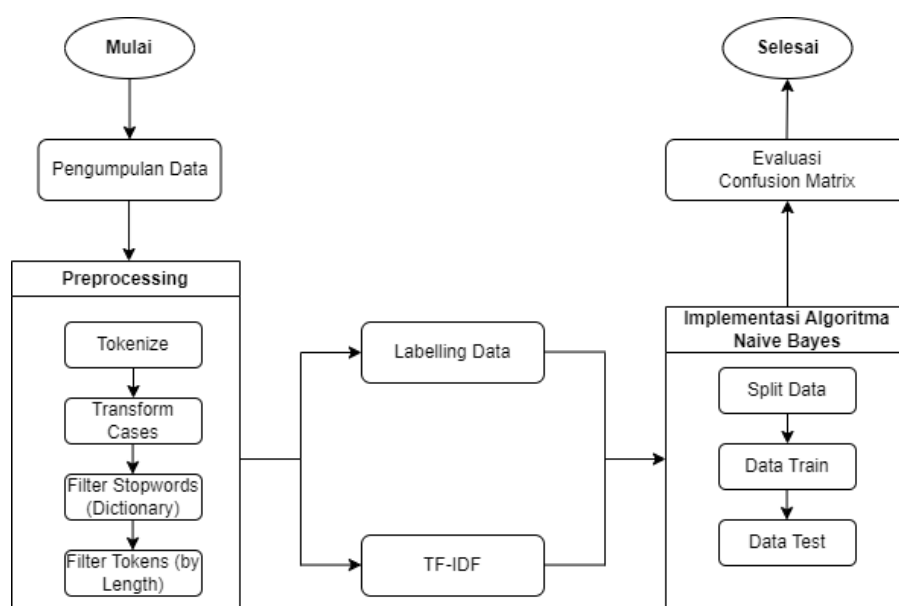 Mulai
Pengumpulan Data
Preprocessing
Tokenize
Transform
Cases
Filter Stopwords
(Dictionary)
Filter Tokens (by
Length)
Labelling Data
TF-IDF
Implementasi Algoritma
Naive Bayes
Split Data
Data Train
Data Test
Evaluasi
Confusion Matrix
Selesai